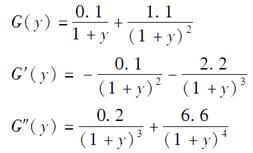 G(y) = 0.1/(1+y) + 1.1/(1+y)²
G′(y) = −0.1/(1+y)² − 2.2/(1+y)³
G″(y) = 0.2/(1+y)³ + 6.6/(1+y)⁴